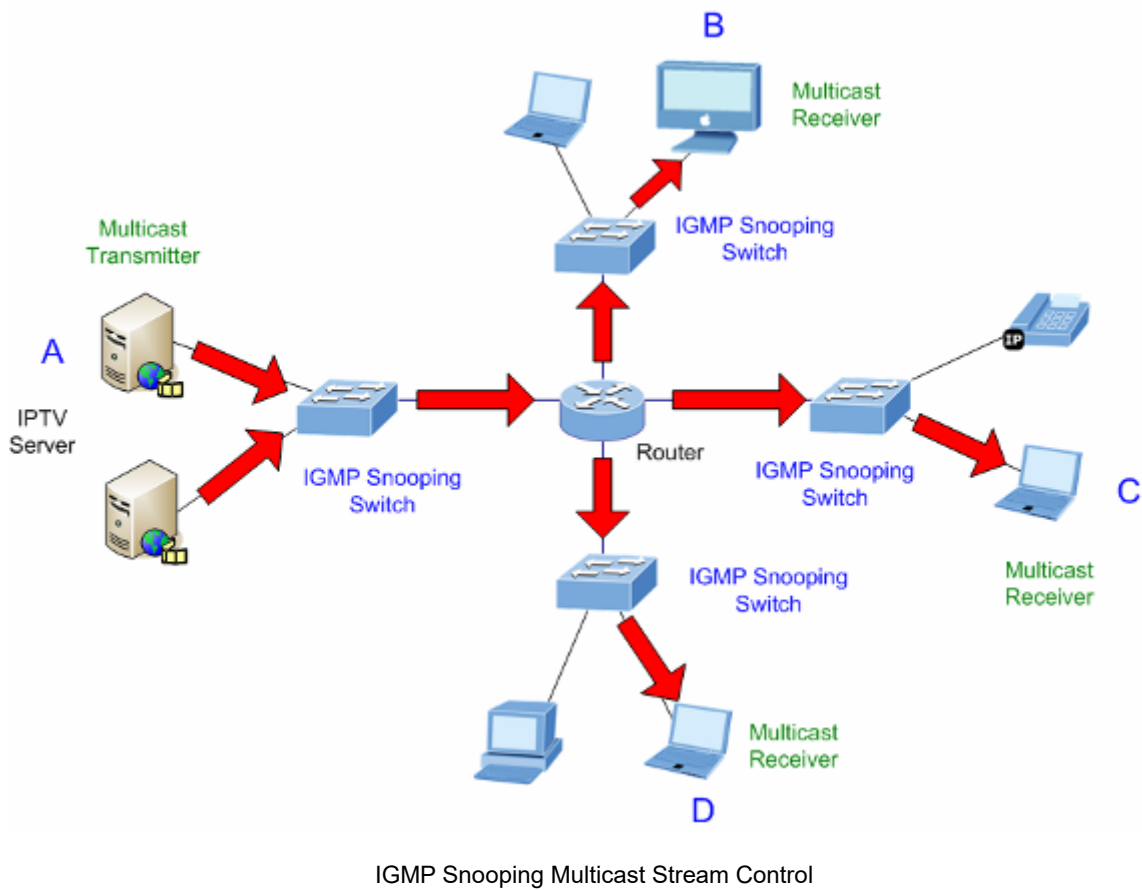 B
Multicast
Receiver
IGMP Snooping
Switch
Multicast
Transmitter
A
IPTV
Server
IGMP Snooping
Switch
Router
IP
IGMP Snooping
Switch
C
Multicast
Receiver
IGMP Snooping
Switch
Multicast
Receiver
D
IGMP Snooping Multicast Stream Control